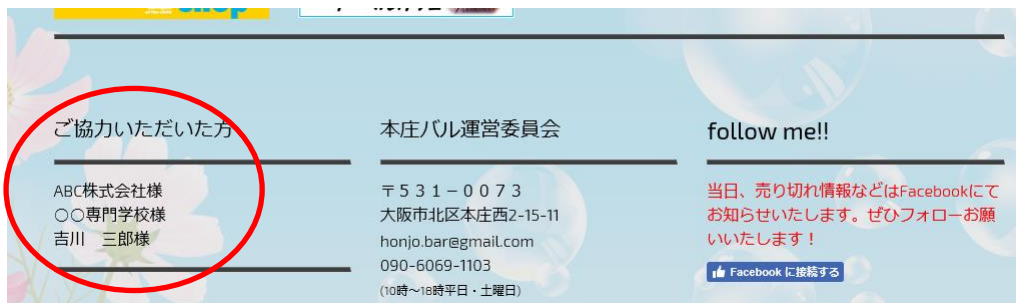 shop
ご協力いただいた方
ABC株式会社様
○○専門学校様
吉川　三郎様
本庄バル運営委員会
〒５３１−００７３
大阪市北区本庄西2-15-11
honjo.bar@gmail.com
090-6069-1103
(10時〜18時平日・土曜日)
follow me!!
当日、売り切れ情報などはFacebookにて
お知らせいたします。ぜひフォローお願
いいたします！
Facebook に接続する